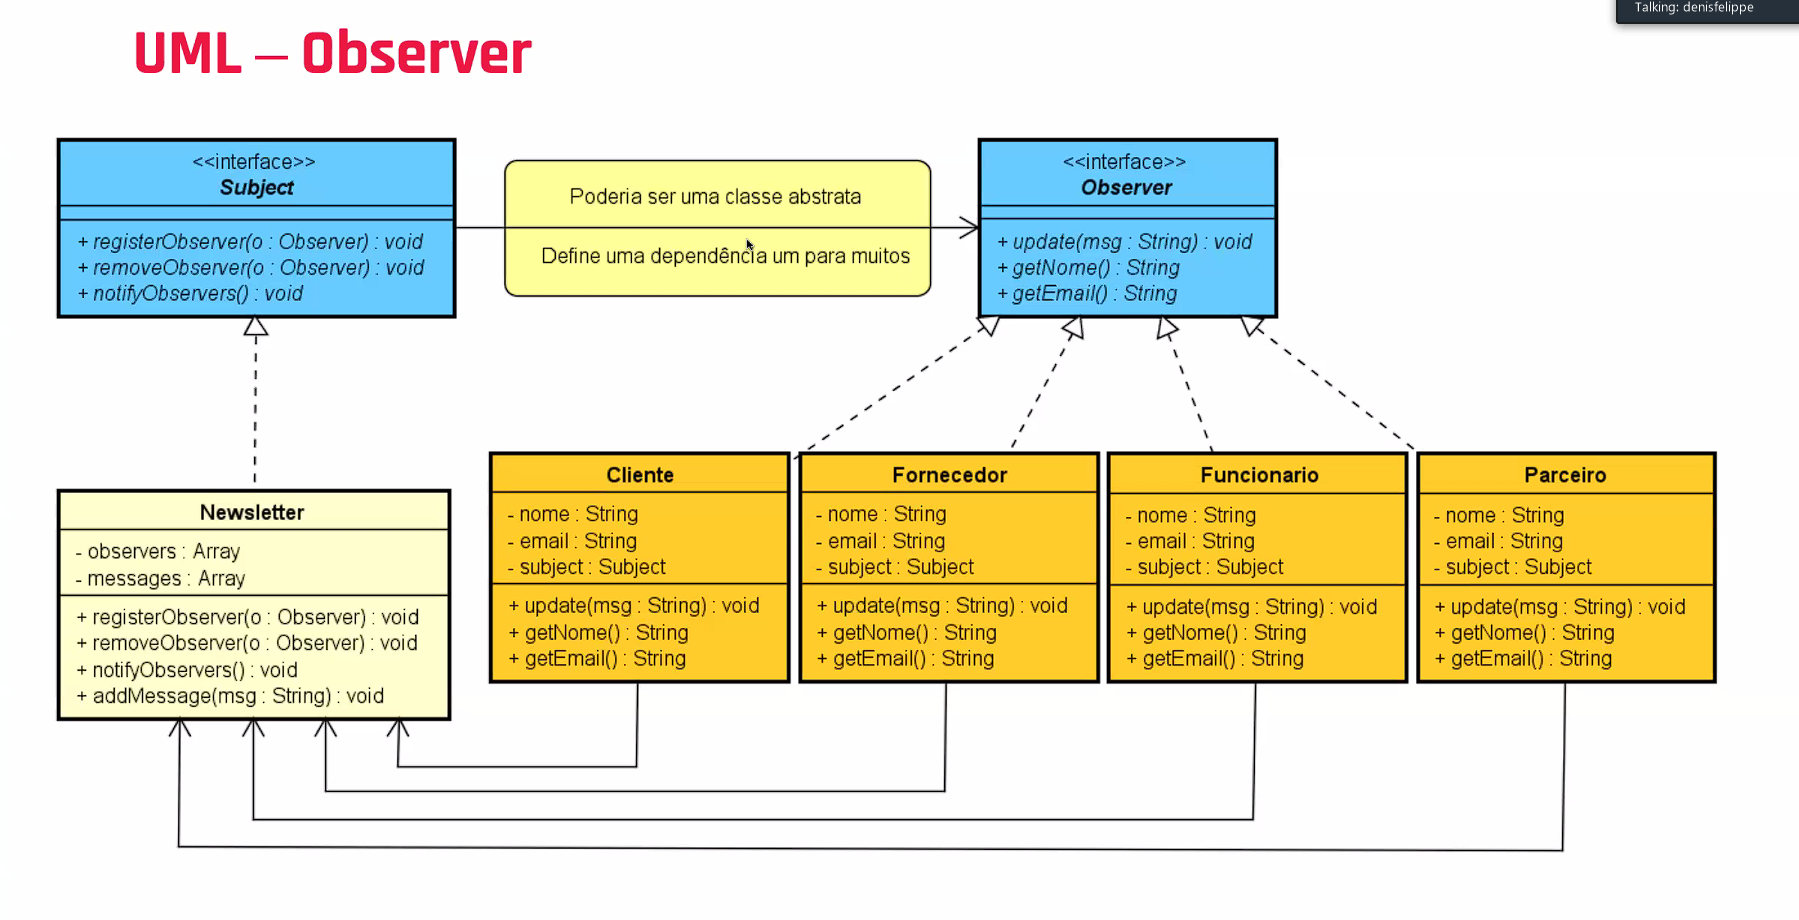 Talking: denisfelippe
UML – Observer
<<interface>>
Subject
+ registerObserver(o : Observer) : void
+ removeObserver(o : Observer) : void
+ notifyObservers() : void
Poderia ser uma classe abstrata
Define uma dependência um para muitos
<<interface>>
Observer
+ update(msg : String) : void
+ getNome() : String
+ getEmail() : String
Newsletter
- observers : Array
- messages : Array
+ registerObserver(o : Observer) : void
+ removeObserver(o : Observer) : void
+ notifyObservers() : void
+ addMessage(msg : String) : void
Cliente
- nome : String
- email : String
- subject : Subject
+ update(msg : String) : void
+ getNome() : String
+ getEmail() : String
Fornecedor
- nome : String
- email : String
- subject : Subject
+ update(msg : String) : void
+ getNome() : String
+ getEmail() : String
Funcionario
- nome : String
- email : String
- subject : Subject
+ update(msg : String) : void
+ getNome() : String
+ getEmail() : String
Parceiro
- nome : String
- email : String
- subject : Subject
+ update(msg : String) : void
+ getNome() : String
+ getEmail() : String